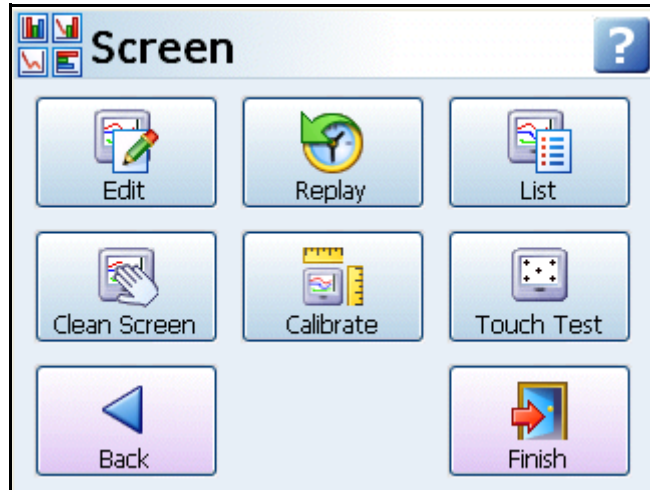 Screen
?
Edit
Replay
List
Clean Screen
Calibrate
Touch Test
Back
Finish